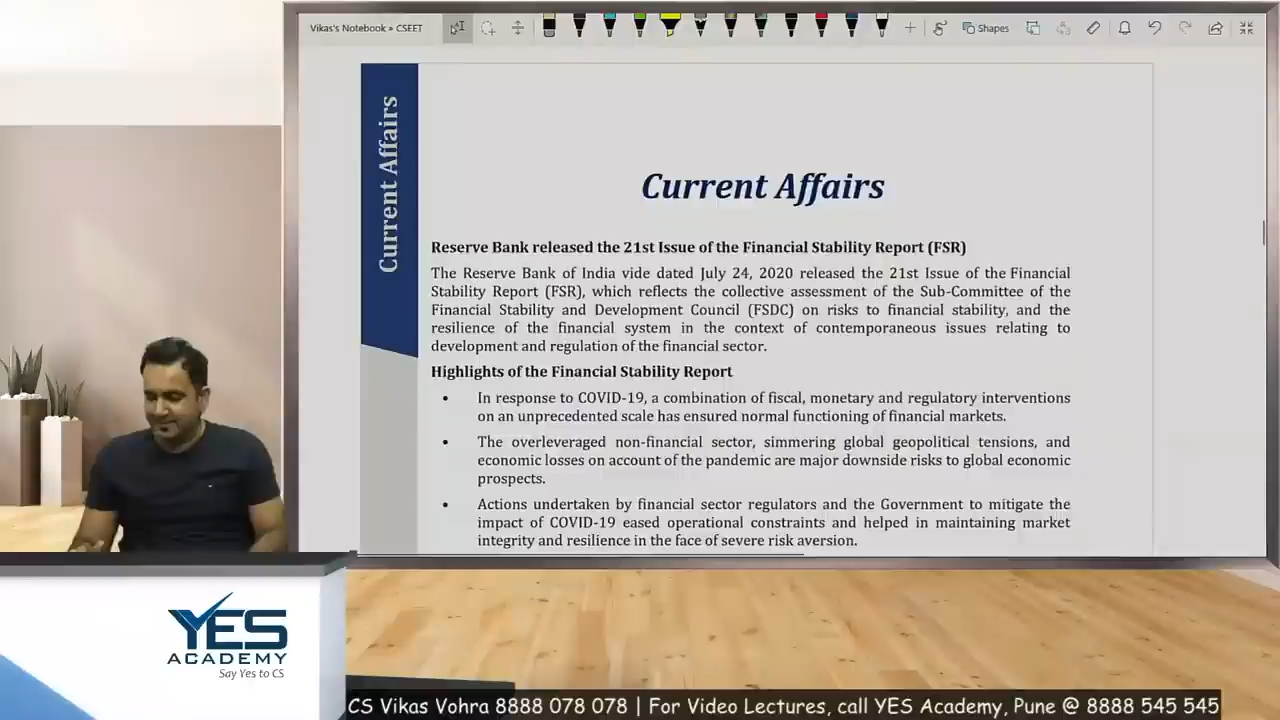 Vikas's Notebook » CSEET
Shapes
Current Affairs
Current Affairs
Reserve Bank released the 21st Issue of the Financial Stability Report (FSR)
The Reserve Bank of India vide dated July 24, 2020 released the 21st Issue of the Financial
Stability Report (FSR), which reflects the collective assessment of the Sub-Committee of the
Financial Stability and Development Council (FSDC) on risks to financial stability, and the
resilience of the financial system in the context of contemporaneous issues relating to
development and regulation of the financial sector.
Highlights of the Financial Stability Report
• In response to COVID-19, a combination of fiscal, monetary and regulatory interventions
on an unprecedented scale has ensured normal functioning of financial markets.
• The overleveraged non-financial sector, simmering global geopolitical tensions, and
economic losses on account of the pandemic are major downside risks to global economic
prospects.
• Actions undertaken by financial sector regulators and the Government to mitigate the
impact of COVID-19 eased operational constraints and helped in maintaining market
integrity and resilience in the face of severe risk aversion.
YES
ACADEMY
Say Yes to CS
CS Vikas Vohra 8888 078 078 | For Video Lectures, call YES Academy, Pune @ 8888 545 545